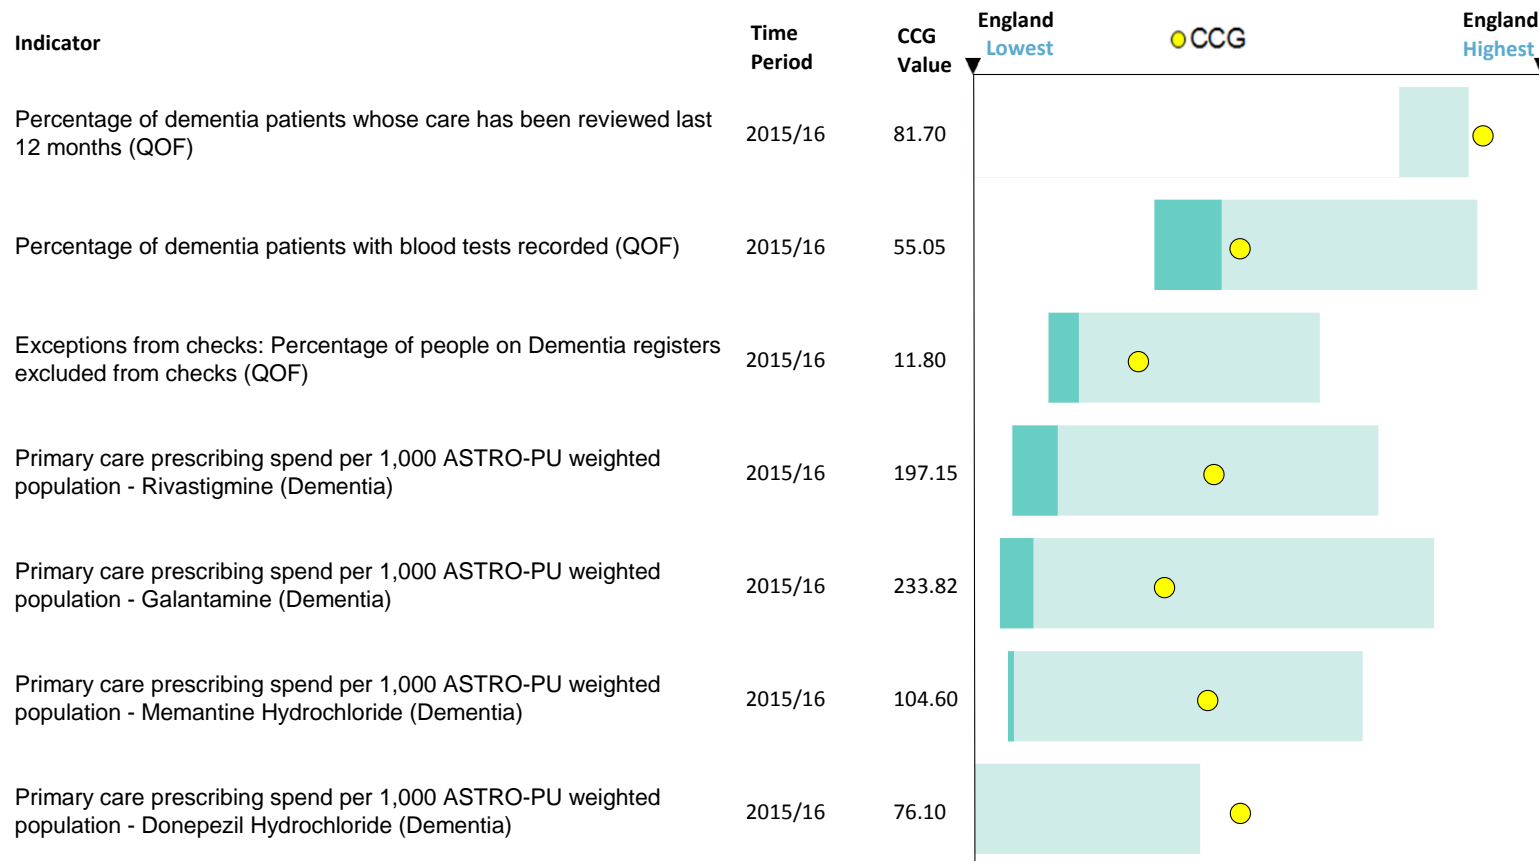 Indicator
Time
Period
CCG
Value
England
Lowest
CCG
England
Highest
Percentage of dementia patients whose care has been reviewed last
12 months (QOF)
2015/16
81.70
Percentage of dementia patients with blood tests recorded (QOF)
2015/16
55.05
Exceptions from checks: Percentage of people on Dementia registers
excluded from checks (QOF)
2015/16
11.80
Primary care prescribing spend per 1,000 ASTRO-PU weighted
population - Rivastigmine (Dementia)
2015/16
197.15
Primary care prescribing spend per 1,000 ASTRO-PU weighted
population - Galantamine (Dementia)
2015/16
233.82
Primary care prescribing spend per 1,000 ASTRO-PU weighted
population - Memantine Hydrochloride (Dementia)
2015/16
104.60
Primary care prescribing spend per 1,000 ASTRO-PU weighted
population - Donepezil Hydrochloride (Dementia)
2015/16
76.10